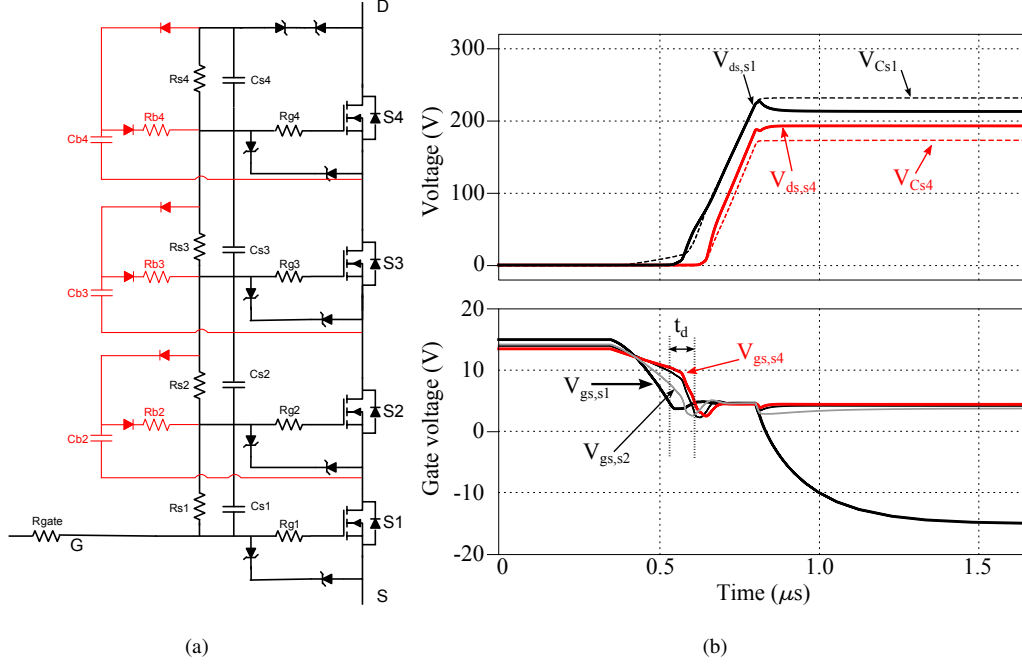 D
Rs4
Cs4
Rb4
Rg4
S4
Cb4
Rs3
Cs3
Rb3
Rg3
S3
Cb3
Rs2
Cs2
Rb2
Rg2
S2
Cb2
Rs1
Cs1
Rgate
G
Rg1
S1
S
(a)
300
200
100
0
Voltage (V)
Vds,s1
VCs1
Vds,s4
VCs4
20
10
0
-10
-20
Gate voltage (V)
td
Vgs,s4
Vgs,s1
Vgs,s2
0
0.5
1.0
1.5
Time (μs)
(b)